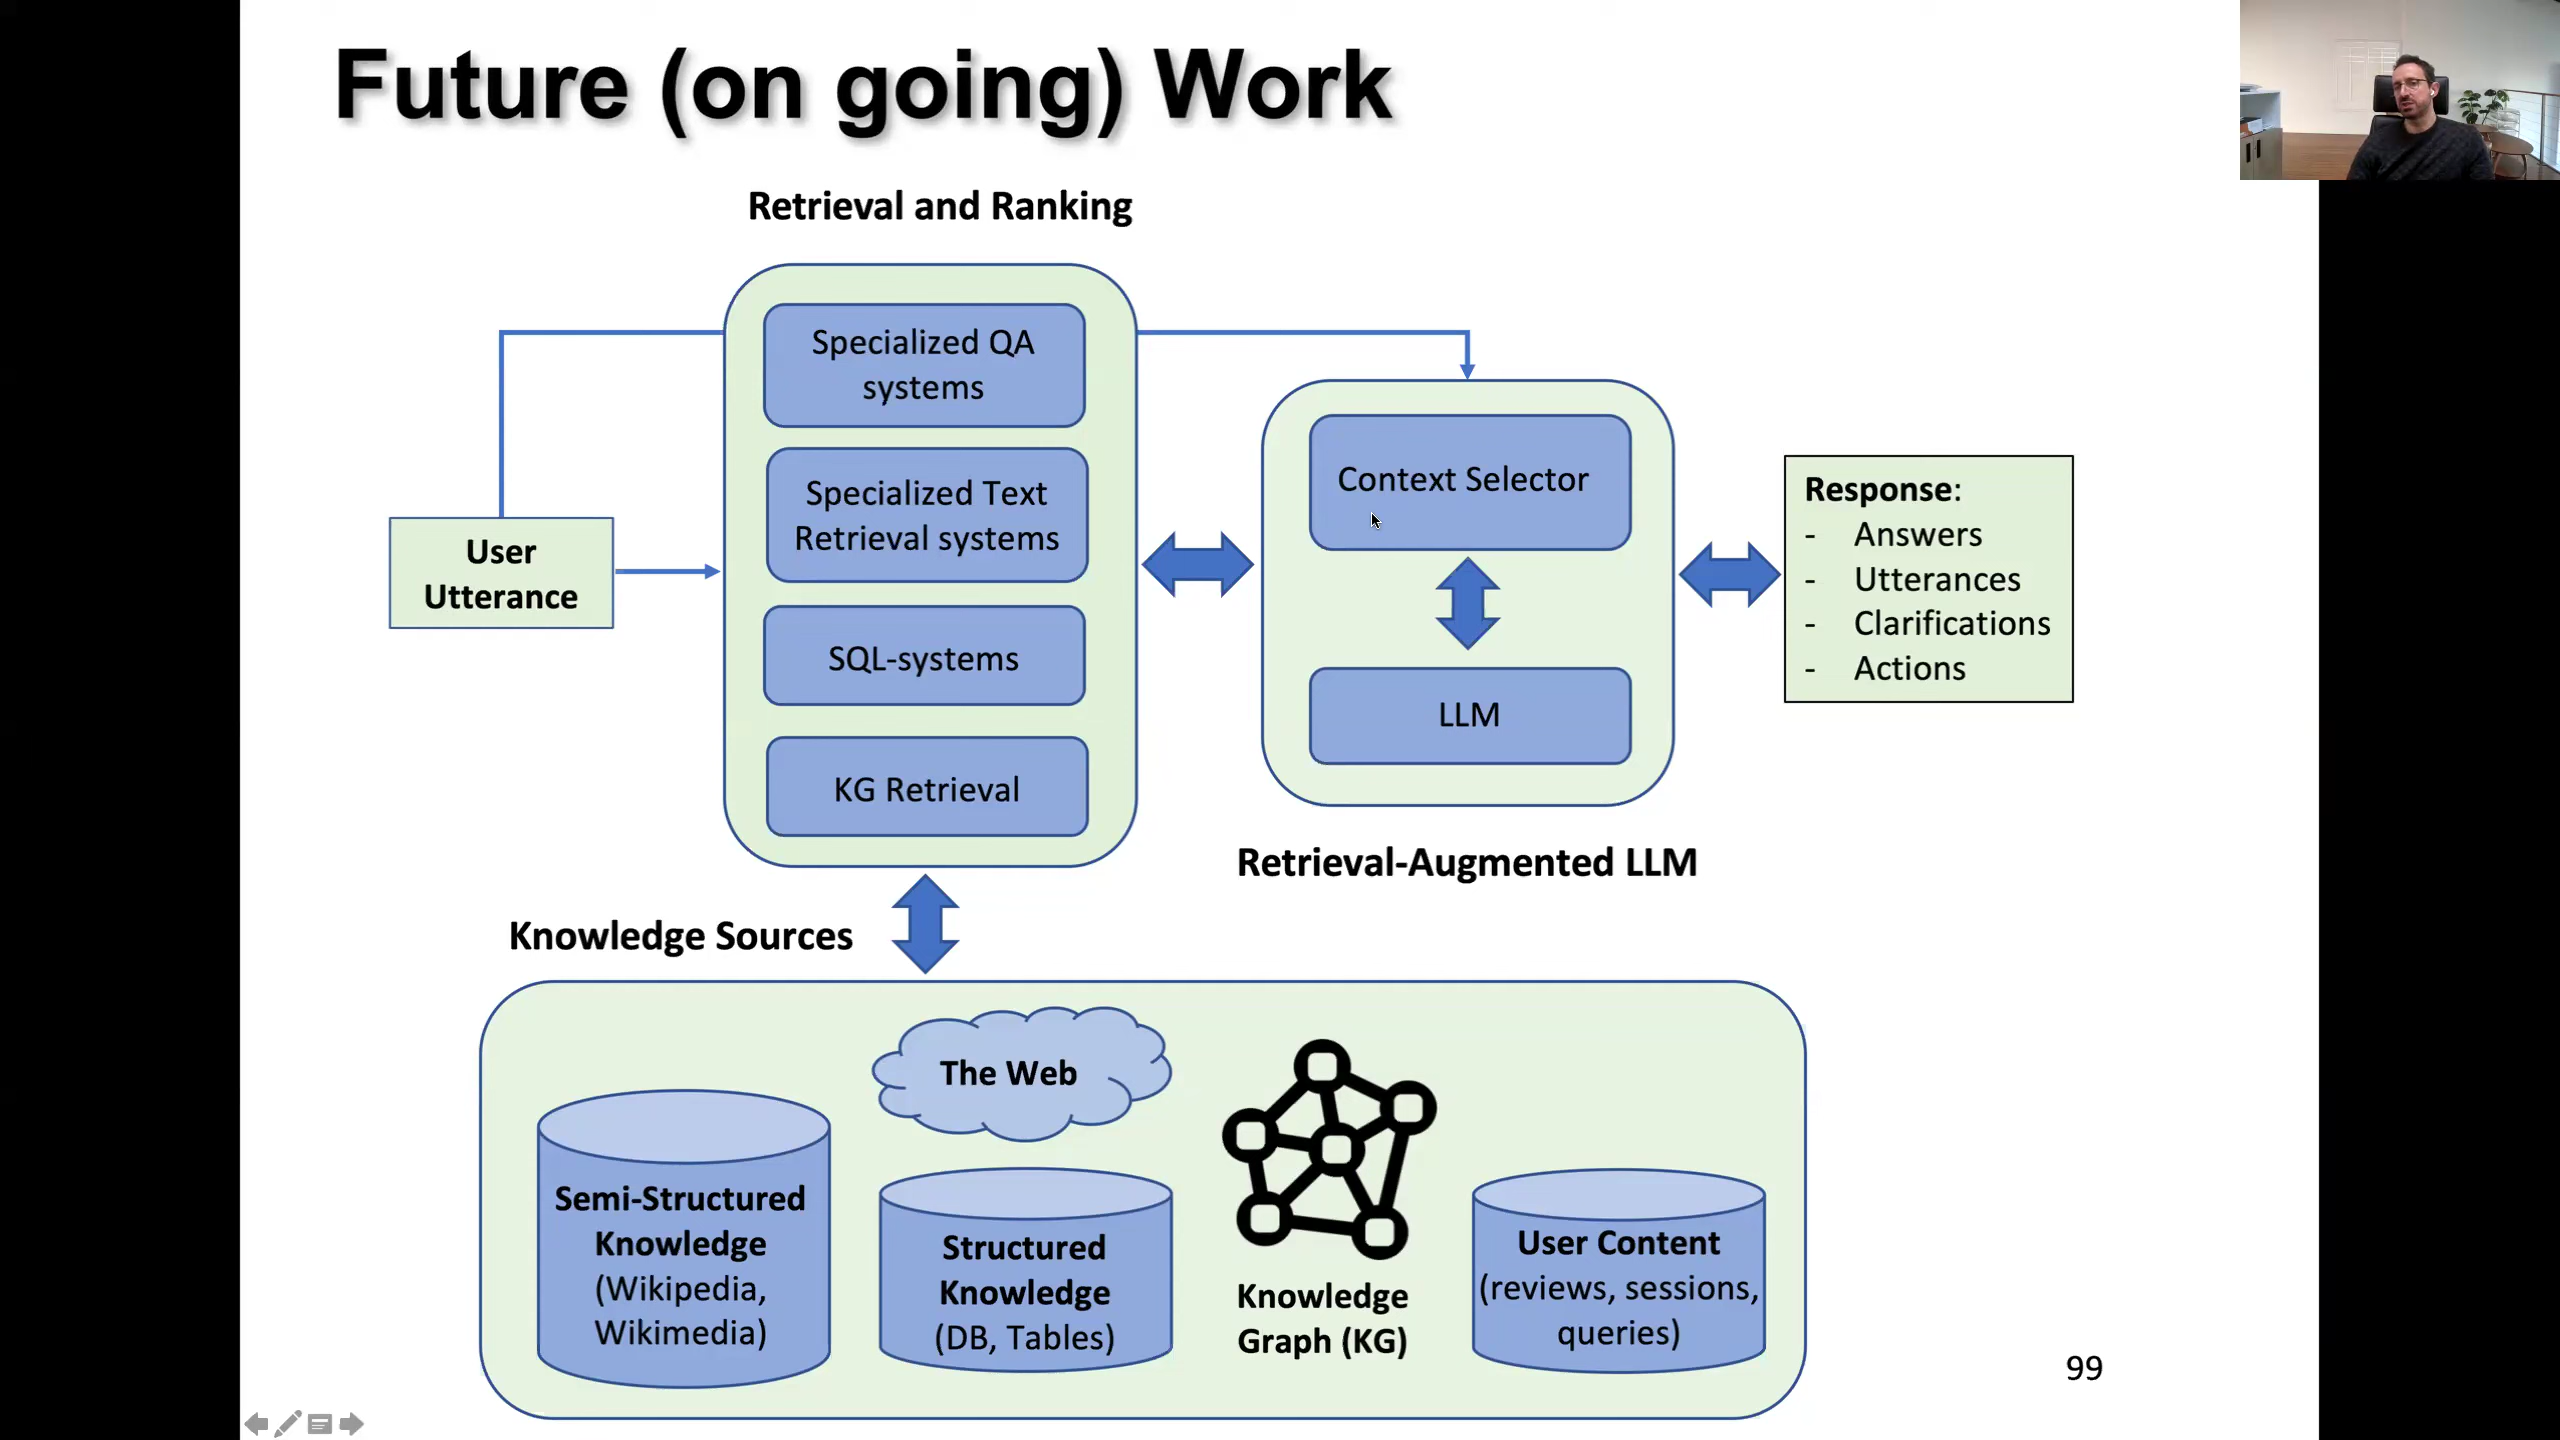 Future (on going) Work
Retrieval and Ranking
Specialized QA
systems
Specialized Text
Retrieval systems
SQL-systems
KG Retrieval
User
Utterance
Context Selector
LLM
Retrieval-Augmented LLM
Response:
- Answers
- Utterances
- Clarifications
- Actions
Knowledge Sources
The Web
Semi-Structured
Knowledge
(Wikipedia,
Wikimedia)
Structured
Knowledge
(DB, Tables)
Knowledge
Graph (KG)
User Content
(reviews, sessions,
queries)
99